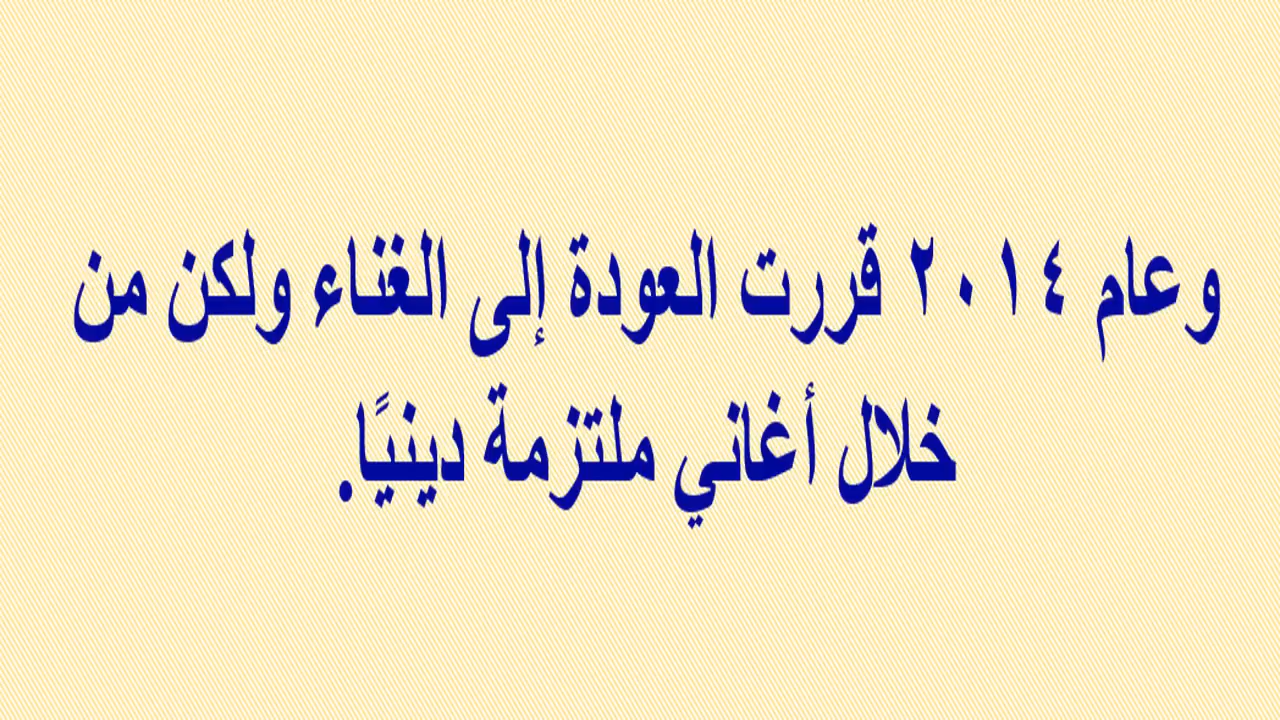 وعام ٢٠١٤ قررت العودة إلى الغناء ولكن من
خلال أغاني ملتزمة دينيًا.